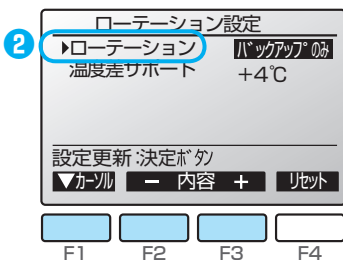 ローテーション設定
2
▶ローテーション バックアップのみ
温度差サポート +4℃
設定更新:決定ボタン
▼カーソル − 内容 + リセット
F1 F2 F3 F4